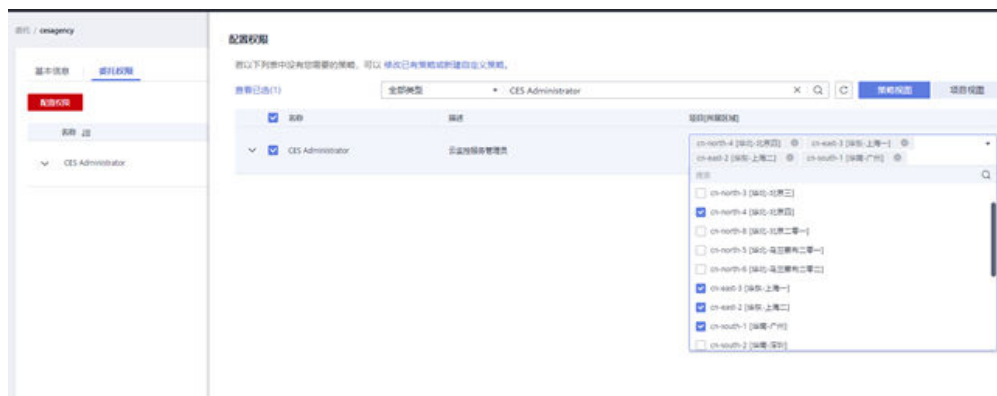 委托 / cesagency
基本信息 委托权限
配置权限
名称
CES Administrator
配置权限
若以下列表中没有您需要的策略，可以 修改已有策略或新建自定义策略。
查看已选(1) 全部类型 CES Administrator 策略视图 项目视图
名称 描述 项目[所属区域]
CES Administrator 云监控服务管理员
cn-north-4 [华北-北京四] cn-east-3 [华东-上海一]
cn-east-2 [华东-上海二] cn-south-1 [华南-广州]
搜索
cn-north-3 [华北-北京三]
cn-north-4 [华北-北京四]
cn-north-8 [华北-北京二零一]
cn-north-5 [华北-乌兰察布二零一]
cn-north-6 [华北-乌兰察布二零二]
cn-east-3 [华东-上海一]
cn-east-2 [华东-上海二]
cn-south-1 [华南-广州]
cn-south-2 [华南-深圳]